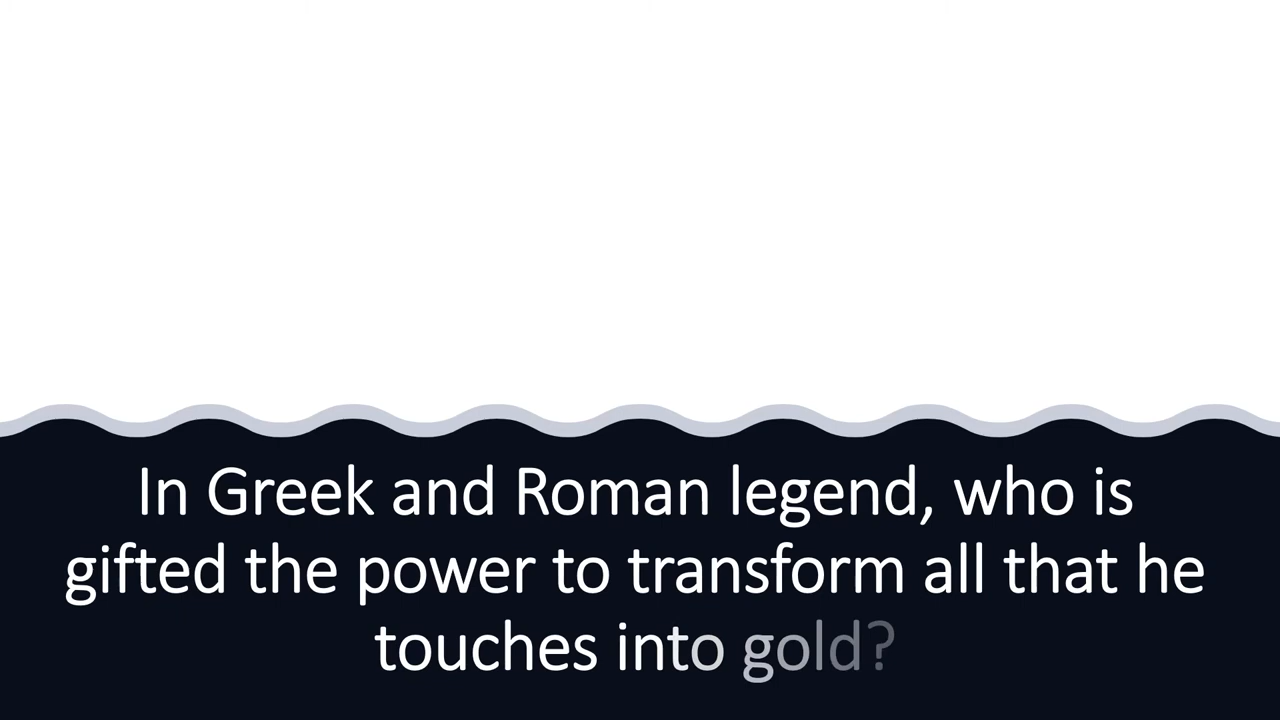 In Greek and Roman legend, who is
gifted the power to transform all that he
touches into gold?